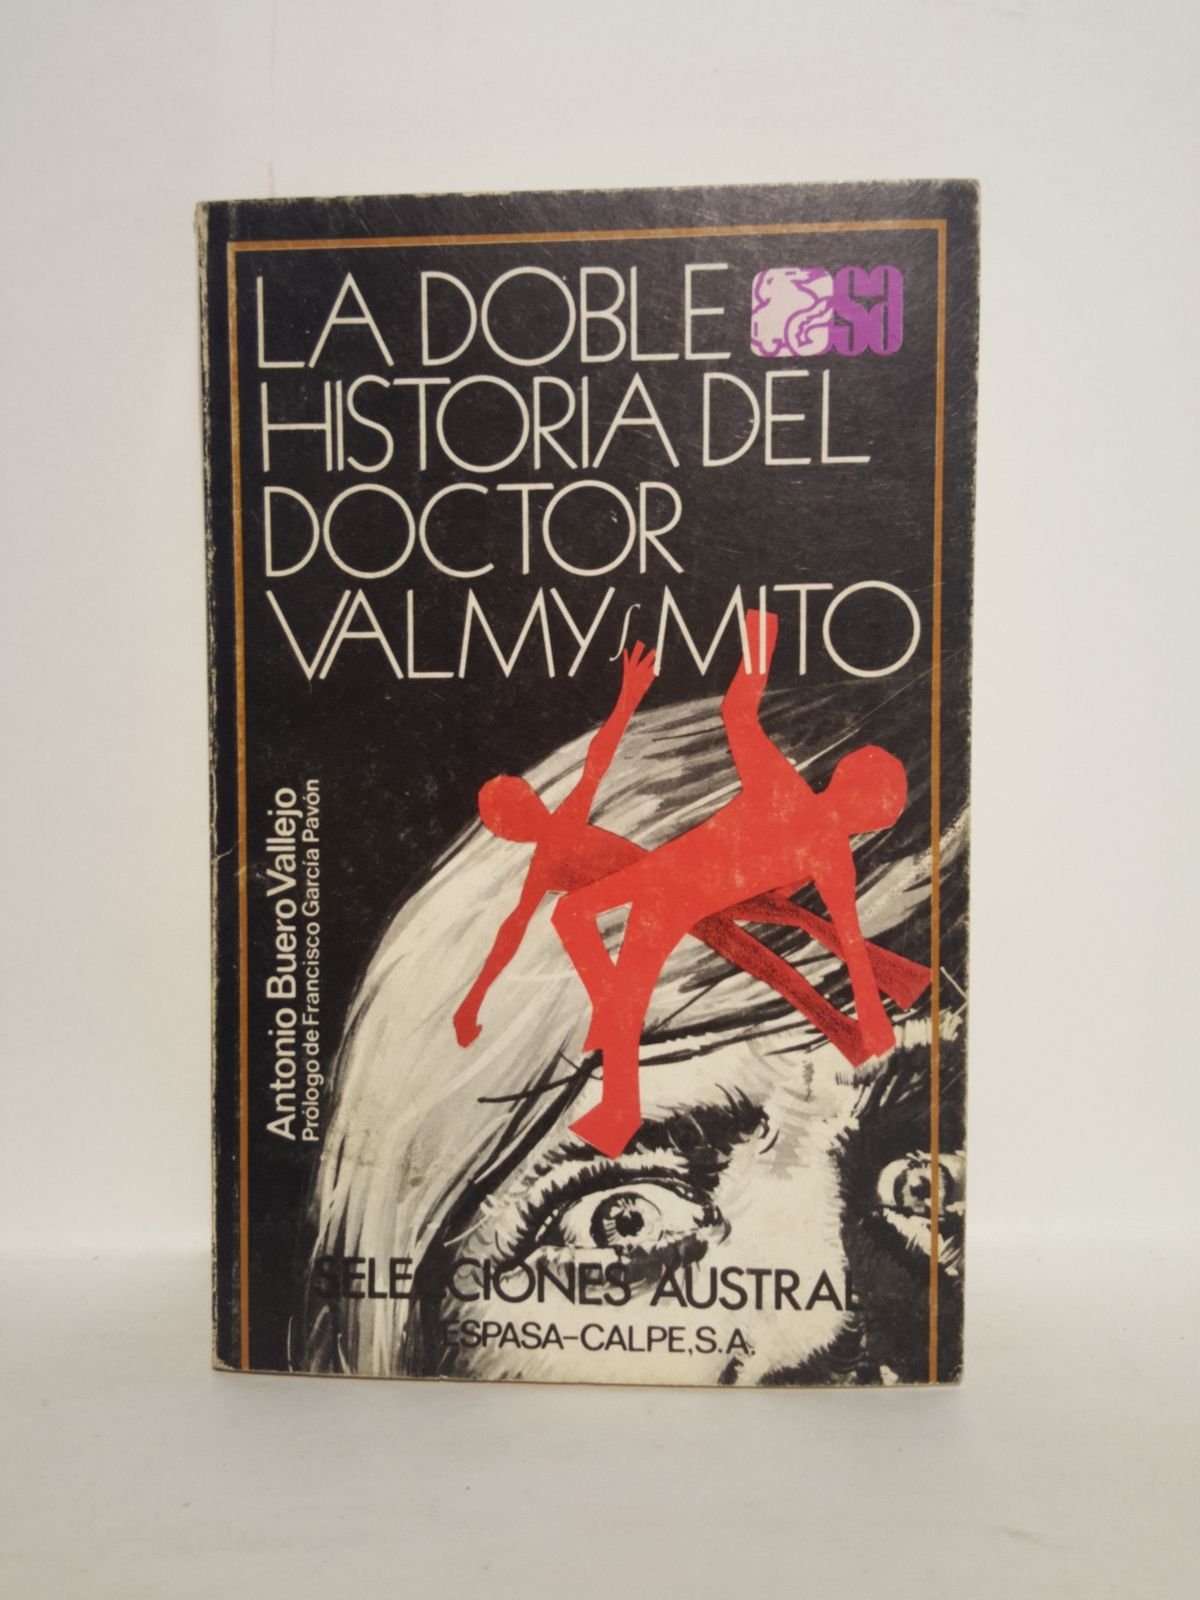 LA DOBLE
HISTORIA DEL
DOCTOR
VALMY ∫ MITO
sa
Antonio Buero Vallejo
Prólogo de Francisco García Pavón
SELECCIONES AUSTRAL
ESPASA-CALPE, S.A.